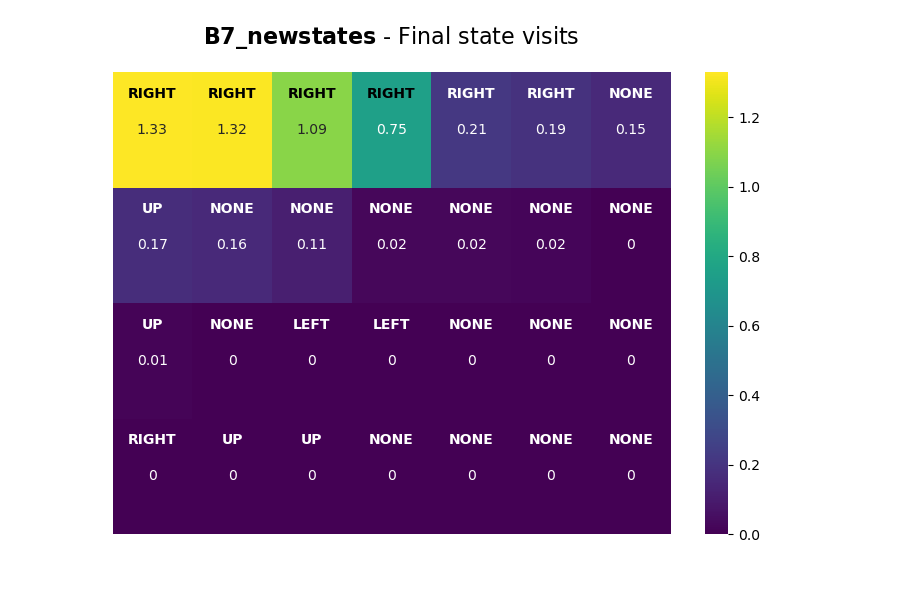 B7_newstates - Final state visits
RIGHT RIGHT RIGHT RIGHT RIGHT RIGHT NONE
1.33 1.32 1.09 0.75 0.21 0.19 0.15
UP NONE NONE NONE NONE NONE NONE
0.17 0.16 0.11 0.02 0.02 0.02 0
UP NONE LEFT LEFT NONE NONE NONE
0.01 0 0 0 0 0 0
RIGHT UP UP NONE NONE NONE NONE
0 0 0 0 0 0 0
1.2
1.0
0.8
0.6
0.4
0.2
0.0